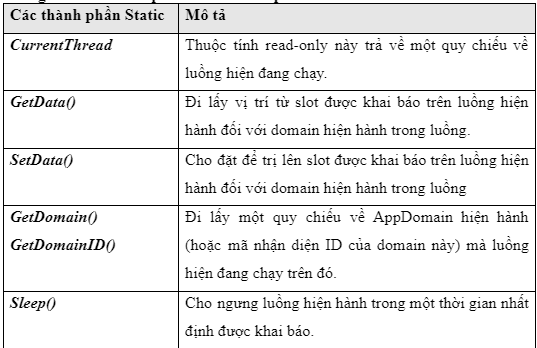 Các thành phần Static Mô tả
CurrentThread Thuộc tính read-only này trả về một quy chiếu về
luồng hiện đang chạy.
GetData() Đi lấy vị trí từ slot được khai báo trên luồng hiện
hành đối với domain hiện hành trong luồng.
SetData() Cho đặt để trị lên slot được khai báo trên luồng hiện
hành đối với domain hiện hành trong luồng
GetDomain() Đi lấy một quy chiếu về AppDomain hiện hành
GetDomainID() (hoặc mã nhận diện ID của domain này) mà luồng
hiện đang chạy trên đó.
Sleep() Cho ngưng luồng hiện hành trong một thời gian nhất
định được khai báo.